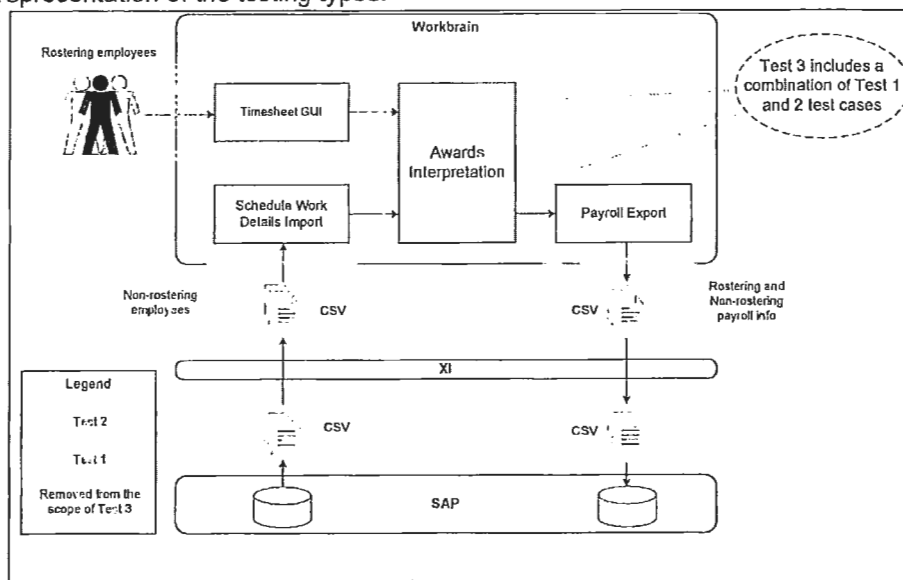 presentation of the testing types.
Workbrain
Rostering employees
Test 3 includes a
combination of Test 1
and 2 test cases
Timesheet GUI
Awards
Interpretation
Schedule Work
Details Import
Payroll Export
Non-rostering
employees
CSV
CSV
Rostering and
Non-rostering
payroll info
XI
Legend
Test 2
Test 1
Removed from the
scope of Test 3
CSV
CSV
SAP